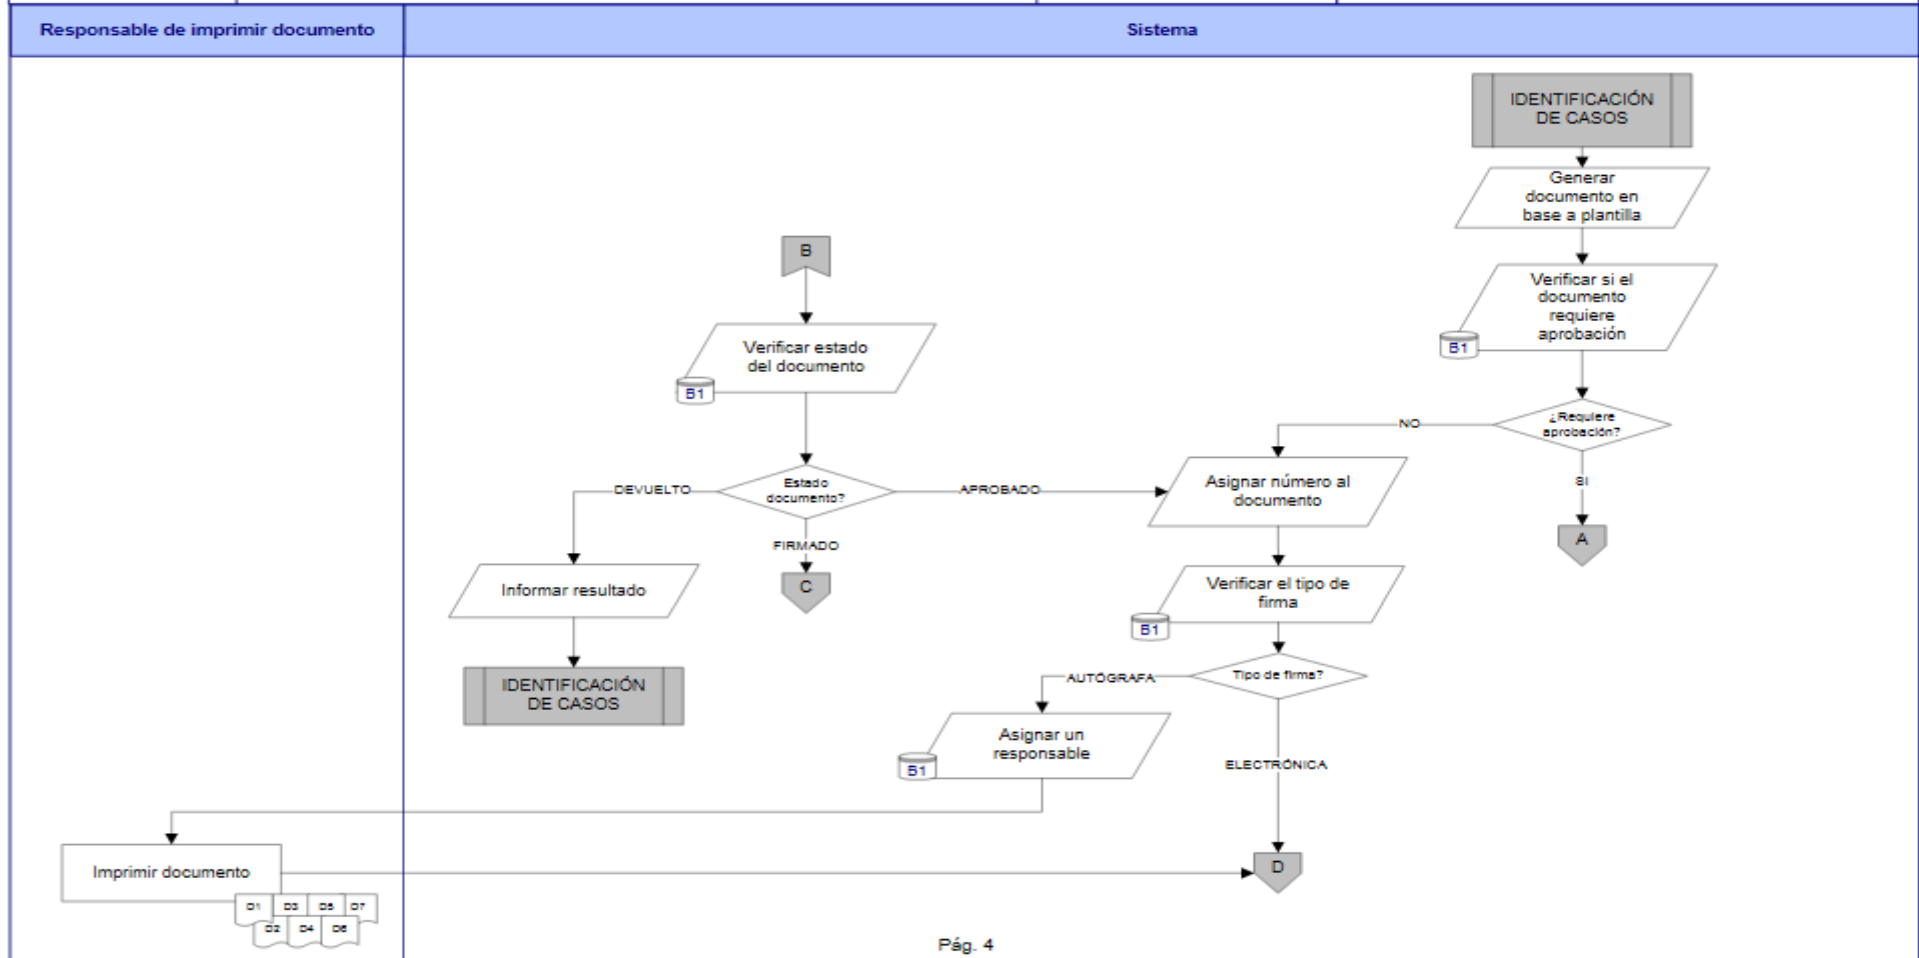 Responsable de imprimir documento
Sistema
IDENTIFICACIÓN
DE CASOS
Generar
documento en
base a plantilla
B
Verificar si el
documento
requiere
aprobación
B1
Verificar estado
del documento
B1
¿Requiere
aprobación?
NO
SI
A
Estado
documento?
DEVUELTO
APROBADO
FIRMADO
C
Asignar número al
documento
Informar resultado
Verificar el tipo de
firma
B1
IDENTIFICACIÓN
DE CASOS
Tipo de firma?
AUTÓGRAFA
ELECTRÓNICA
Asignar un
responsable
B1
Imprimir documento
D
D1 D3 D5 D7
D2 D4 D6
Pág. 4